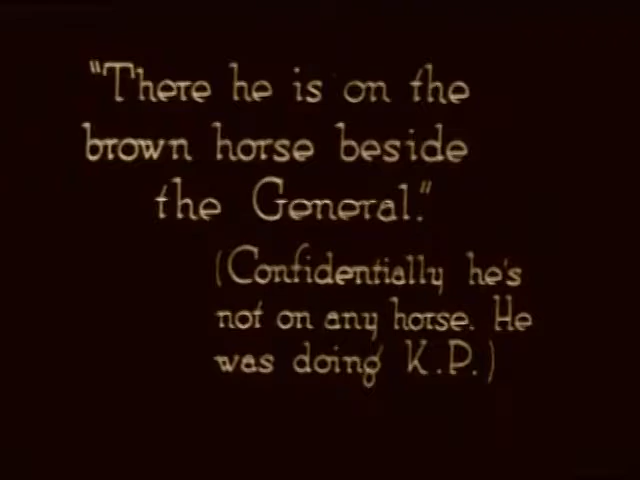 "There he is on the
brown horse beside
the General."
(Confidentially he's
not on any horse. He
was doing K.P.)